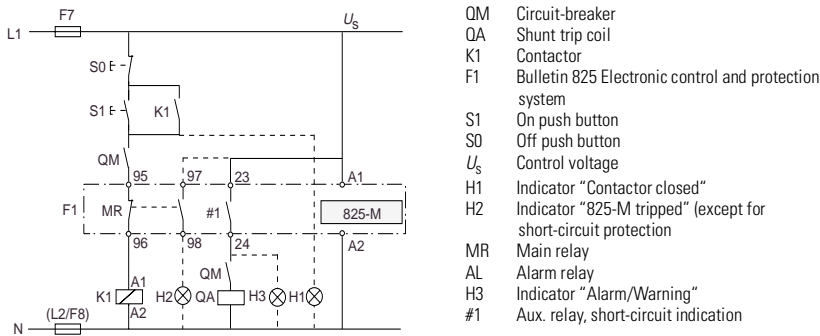 F7
U_S
L1
S0
S1
K1
QM
95
97
23
A1
F1
MR
#1
825-M
96
98
24
A2
QM
K1
A1
A2
H2
QA
H3
H1
(L2/F8)
N
QM Circuit-breaker
QA Shunt trip coil
K1 Contactor
F1 Bulletin 825 Electronic control and protection
system
S1 On push button
S0 Off push button
U_S Control voltage
H1 Indicator “Contactor closed“
H2 Indicator “825-M tripped” (except for
short-circuit protection
MR Main relay
AL Alarm relay
H3 Indicator “Alarm/Warning“
#1 Aux. relay, short-circuit indication